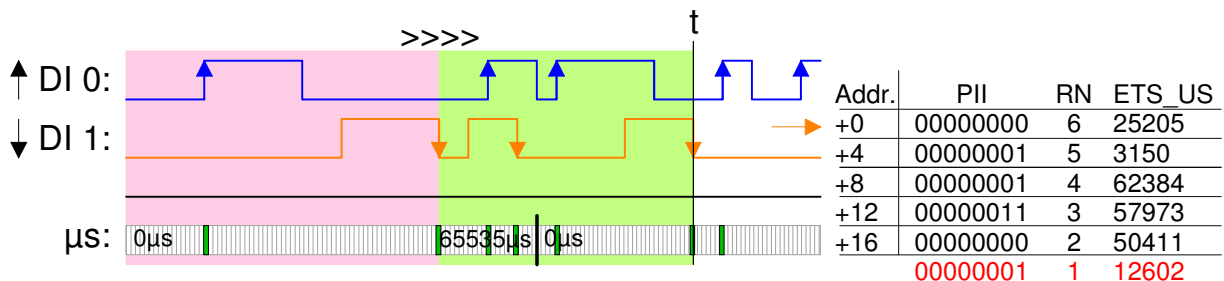 >>>> t
↑ DI 0:
↓ DI 1:
µs: 0µs 65535µs 0µs
Addr. PII RN ETS_US
+0 00000000 6 25205
+4 00000001 5 3150
+8 00000001 4 62384
+12 00000011 3 57973
+16 00000000 2 50411
00000001 1 12602